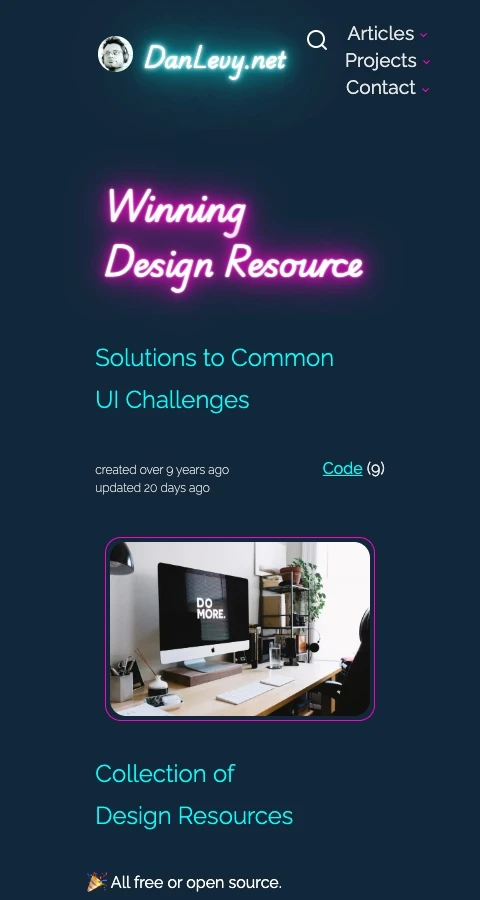 DanLevy.net
Articles
Projects
Contact
Winning
Design Resource
Solutions to Common
UI Challenges
created over 9 years ago
updated 20 days ago
Code (9)
DO
MORE.
Collection of
Design Resources
🎉 All free or open source.